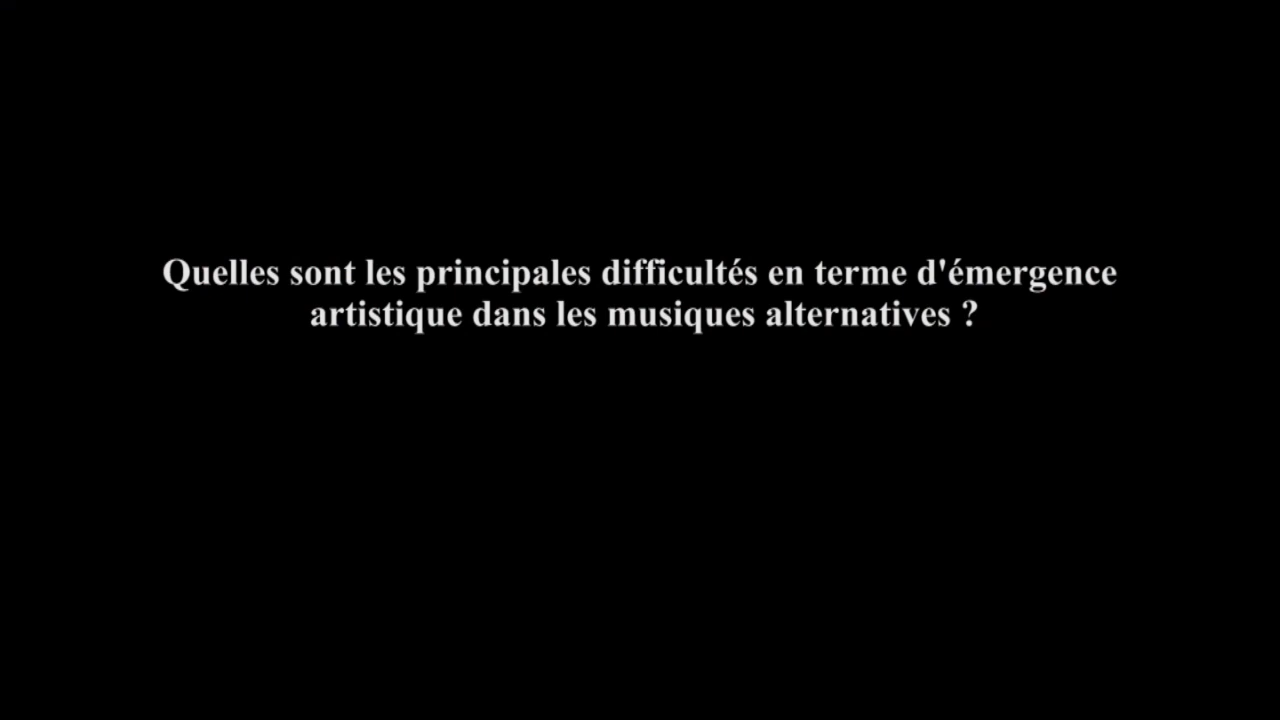 Quelles sont les principales difficultés en terme d'émergence
artistique dans les musiques alternatives ?